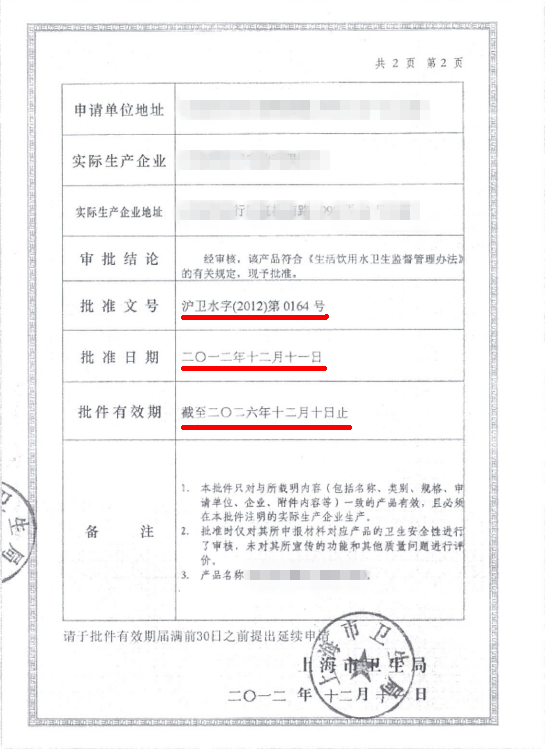 共 2 页 第 2 页
申请单位地址
实际生产企业
实际生产企业地址
审批结论
经审核，该产品符合《生活饮用水卫生监督管理办法》
的有关规定，现予批准。
批准文号
沪卫水字(2012)第 0164 号
批准日期
二〇一二年十二月十一日
批件有效期
截至二〇二六年十二月十日止
备 注
1. 本批件只对与所载明内容（包括名称、类别、规格、申
请单位、企业、附件内容等）一致的产品有效，且必须
在本批件注明的实际生产企业生产。
2. 批准时仅对其所申报材料对应产品的卫生安全性进行
了审核，未对其所宣传的功能和其他质量问题进行评
价。
3. 产品名称
请于批件有效期届满前30日之前提出延续申请
上海市卫生局
二〇一二 年 十二 月 十一 日
上海市卫生局
生局